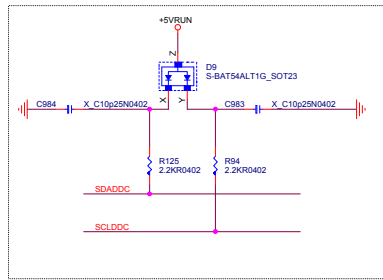 +5VRUN
Z
D9
S-BAT54ALT1G_SOT23
X
Y
C984
X_C10p25N0402
C983
X_C10p25N0402
R125
2.2KR0402
R94
2.2KR0402
SDADDC
SCLDDC